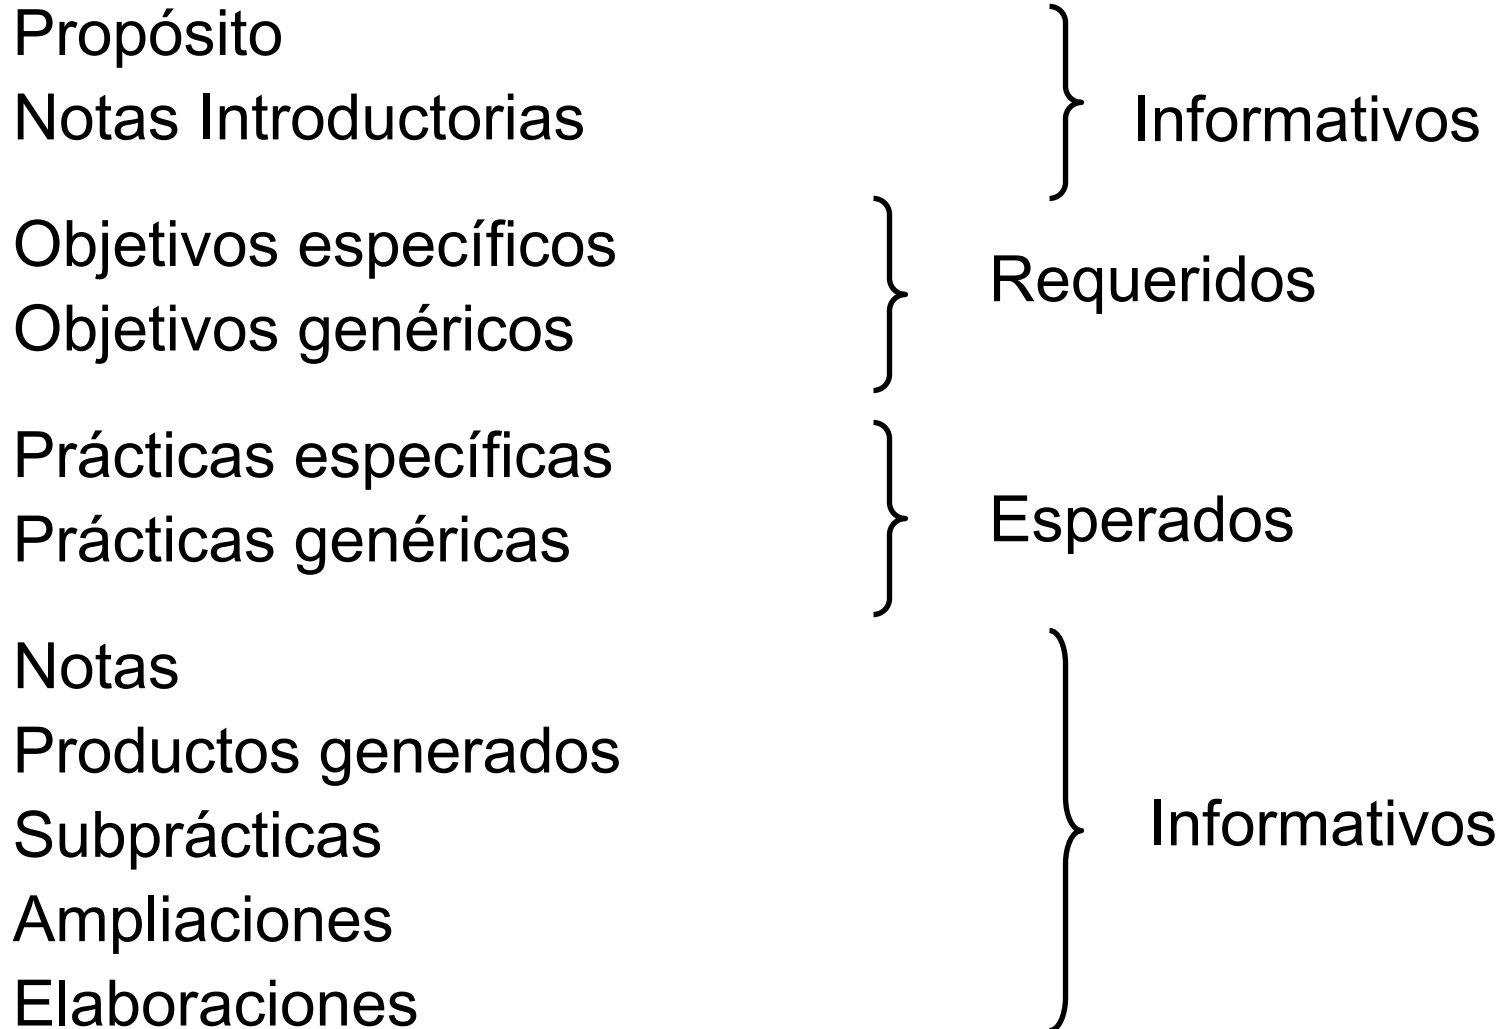 Propósito
Notas Introductorias
Informativos
Objetivos específicos
Objetivos genéricos
Requeridos
Prácticas específicas
Prácticas genéricas
Esperados
Notas
Productos generados
Subprácticas
Ampliaciones
Elaboraciones
Informativos